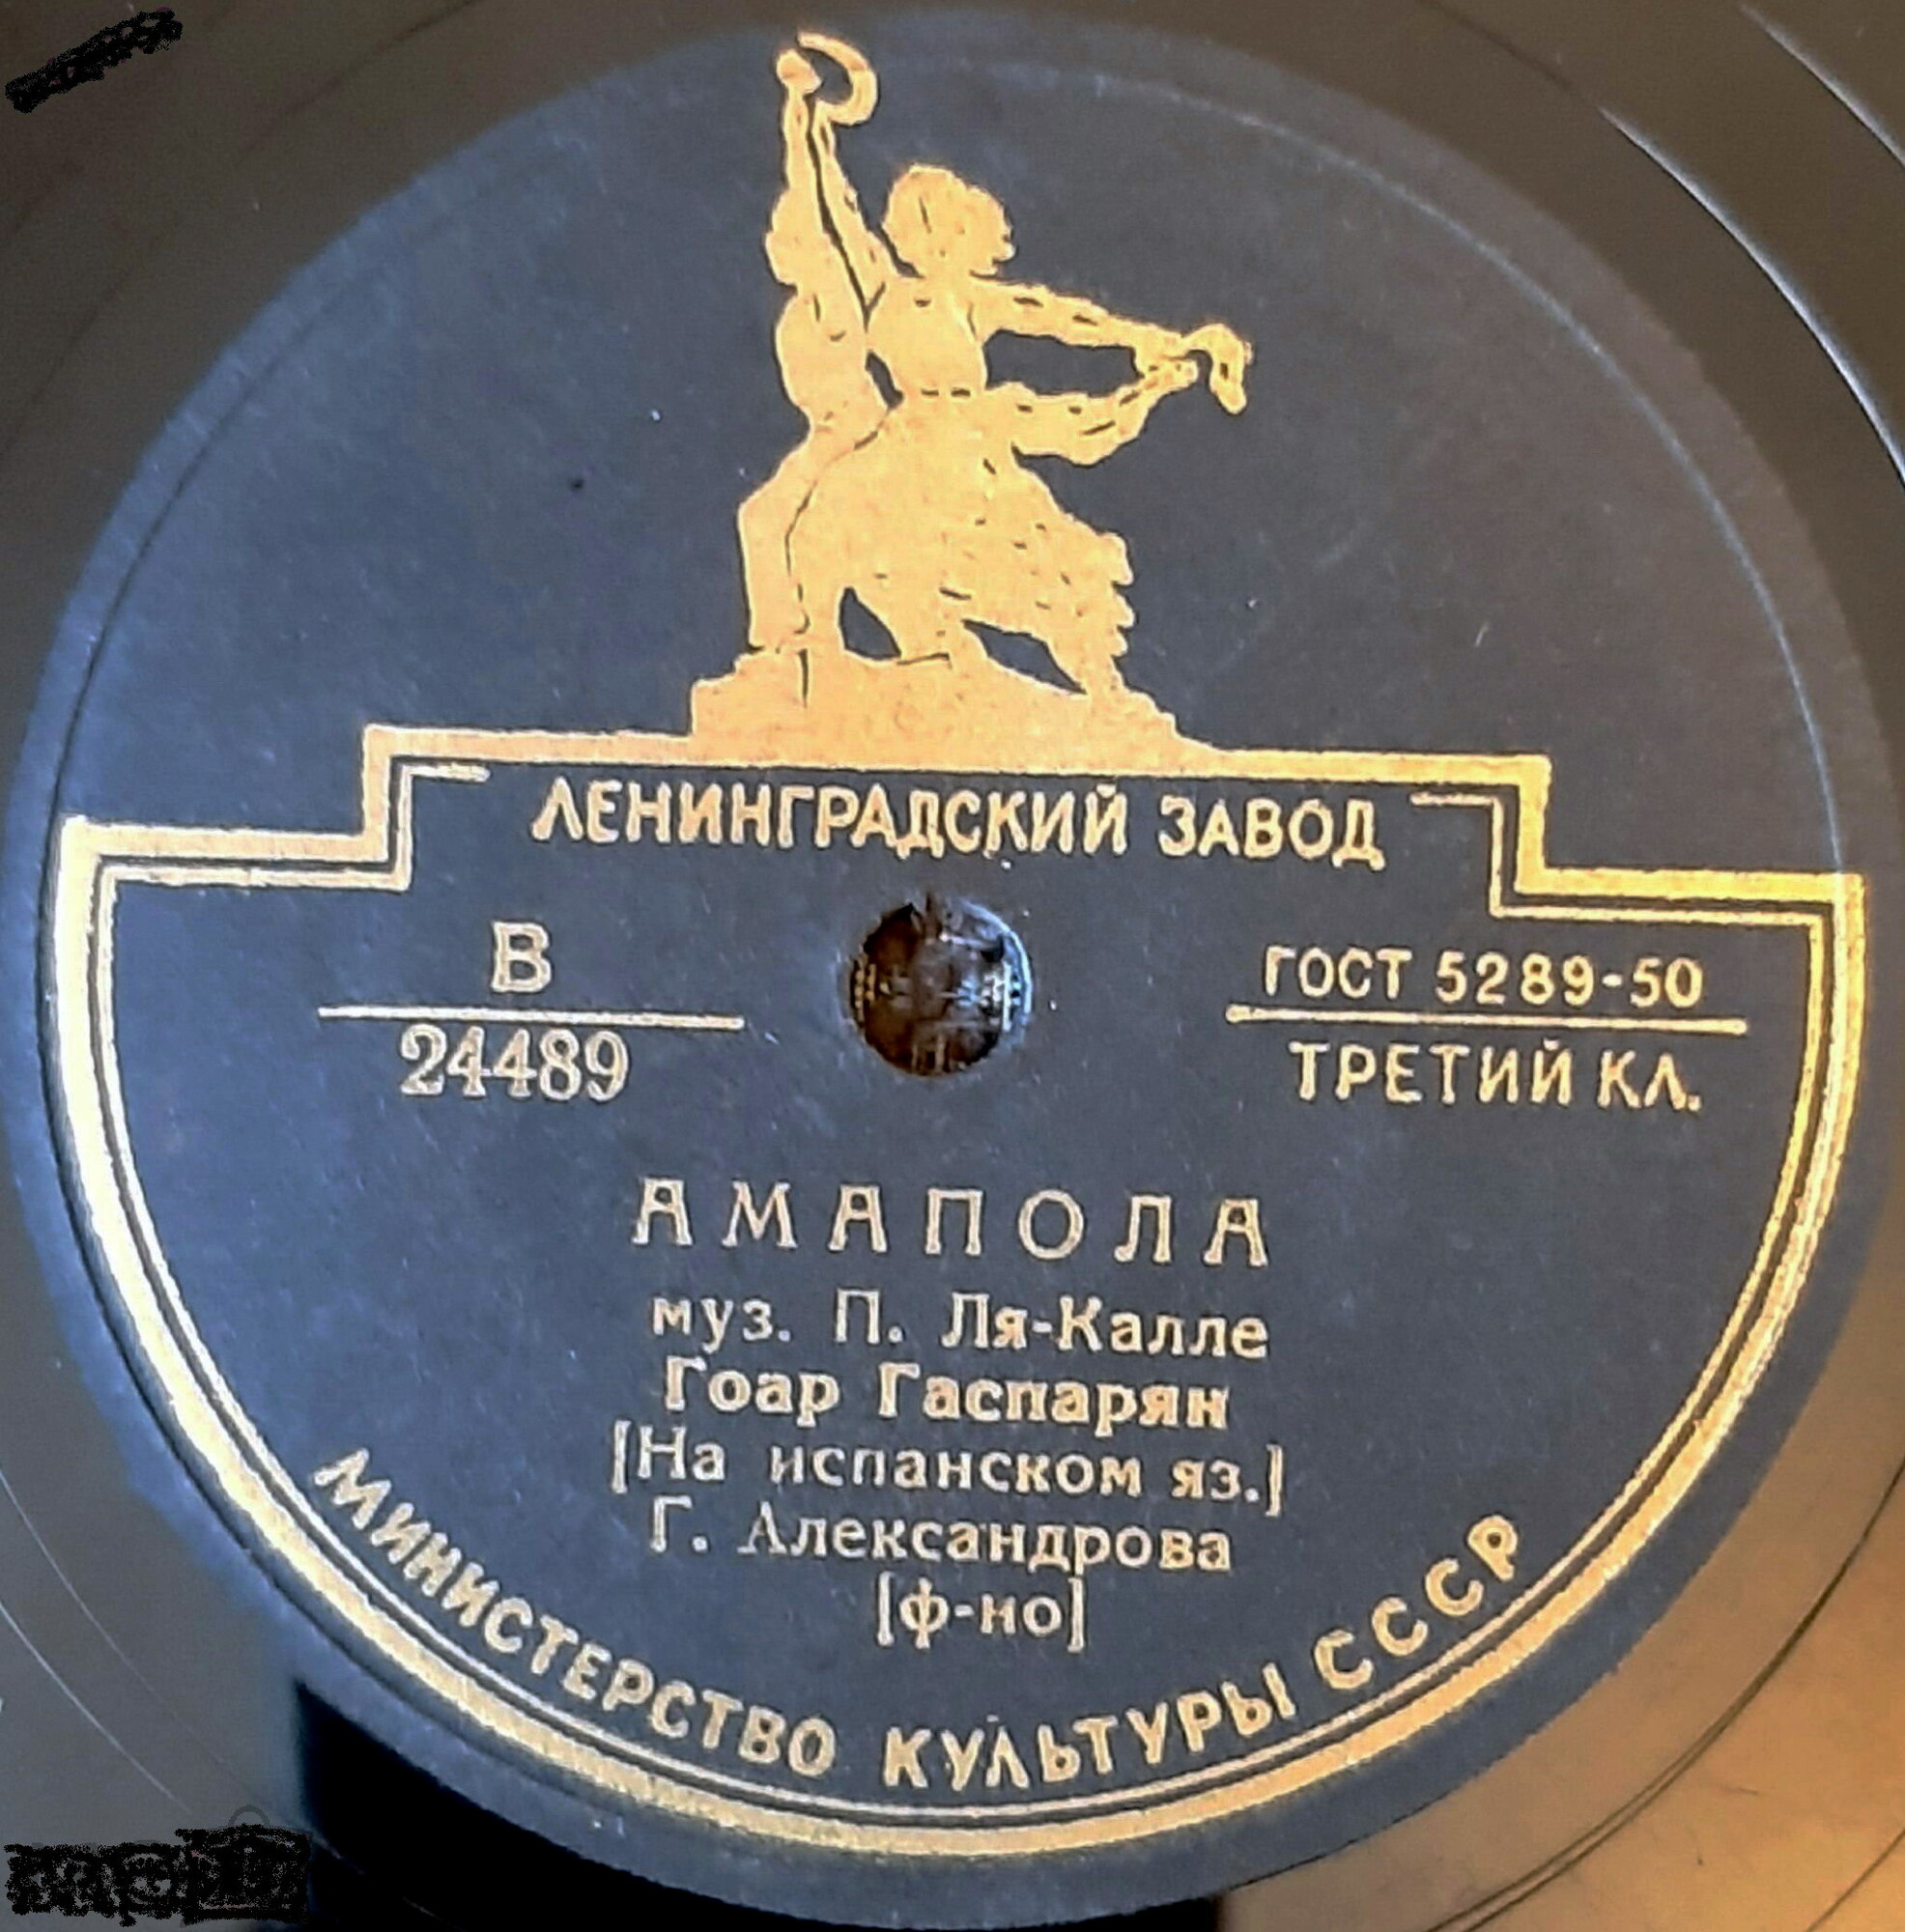 ЛЕНИНГРАДСКИЙ ЗАВОД
В
24489
ГОСТ 5289-50
ТРЕТИЙ КЛ.
АМАПОЛА
муз. П. Ля-Калле
Гоар Гаспарян
[На испанском яз.]
Г. Александрова
[ф-но]
МИНИСТЕРСТВО КУЛЬТУРЫ СССР